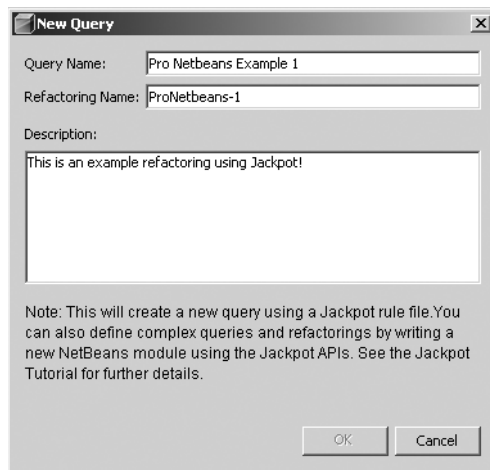 New Query
Query Name: Pro Netbeans Example 1
Refactoring Name: ProNetbeans-1
Description:
This is an example refactoring using Jackpot!
Note: This will create a new query using a Jackpot rule file.You
can also define complex queries and refactorings by writing a
new NetBeans module using the Jackpot APIs. See the Jackpot
Tutorial for further details.
OK Cancel